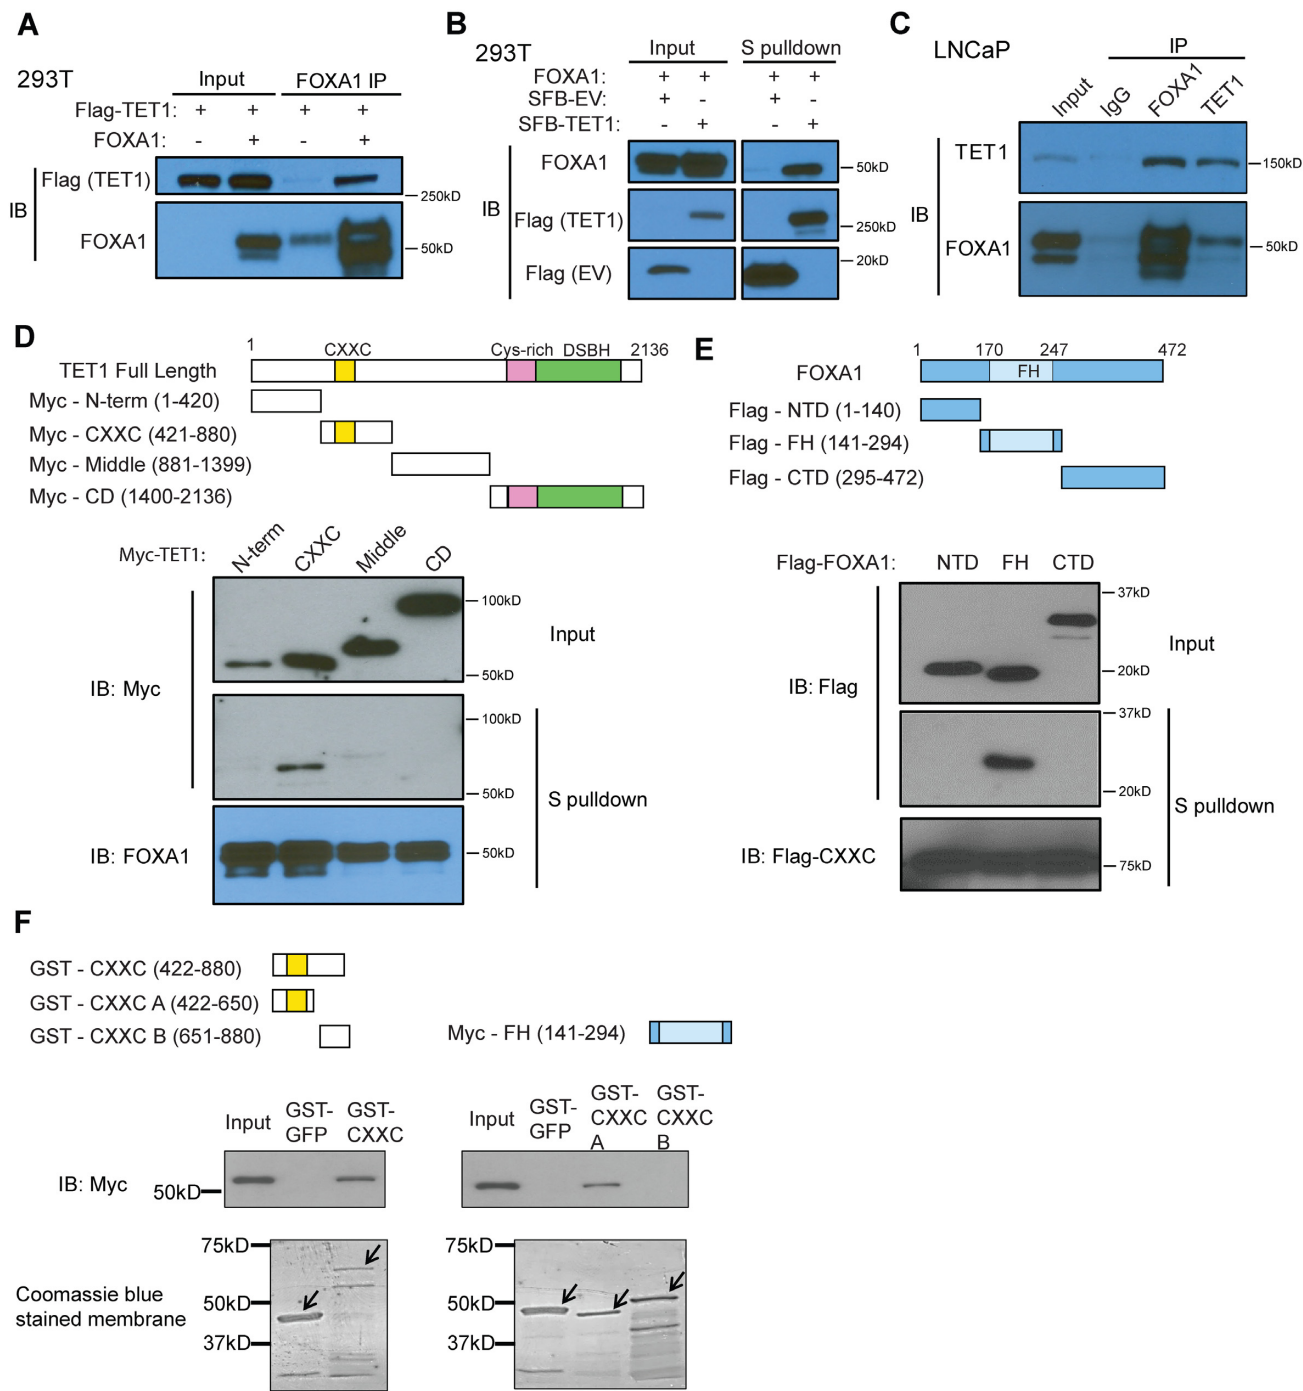 A
293T
Input FOXA1 IP
Flag-TET1: + + + +
FOXA1: - + - +
IB
Flag (TET1)
250kD
FOXA1
50kD
B
293T
Input S pulldown
FOXA1: + + + +
SFB-EV: + - + -
SFB-TET1: - + - +
IB
FOXA1
50kD
Flag (TET1)
250kD
20kD
Flag (EV)
C
LNCaP
IP
Input IgG FOXA1 TET1
IB
TET1
150kD
FOXA1
50kD
D
1 CXXC Cys-rich DSBH 2136
TET1 Full Length
Myc - N-term (1-420)
Myc - CXXC (421-880)
Myc - Middle (881-1399)
Myc - CD (1400-2136)
Myc-TET1: N-term CXXC Middle CD
100kD
Input
50kD
IB: Myc
100kD
50kD
S pulldown
IB: FOXA1
50kD
E
1 170 247 472
FOXA1 FH
Flag - NTD (1-140)
Flag - FH (141-294)
Flag - CTD (295-472)
Flag-FOXA1: NTD FH CTD
37kD
Input
20kD
IB: Flag
37kD
20kD
S pulldown
IB: Flag-CXXC
75kD
F
GST - CXXC (422-880)
GST - CXXC A (422-650)
GST - CXXC B (651-880)
Myc - FH (141-294)
Input GST-GFP GST-CXXC
IB: Myc 50kD
75kD
50kD
37kD
Coomassie blue
stained membrane
Input GST-GFP GST-CXXC A GST-CXXC B
75kD
50kD
37kD